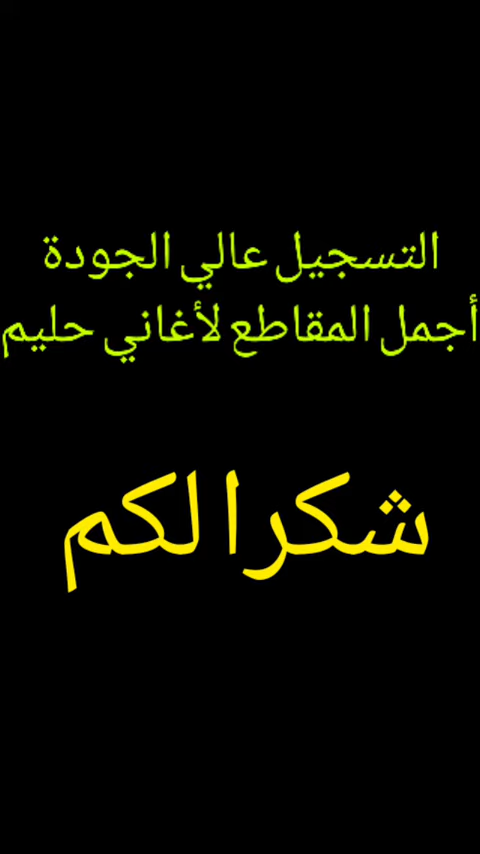 التسجيل عالي الجودة
أجمل المقاطع لأغاني حليم
شكرا لكم